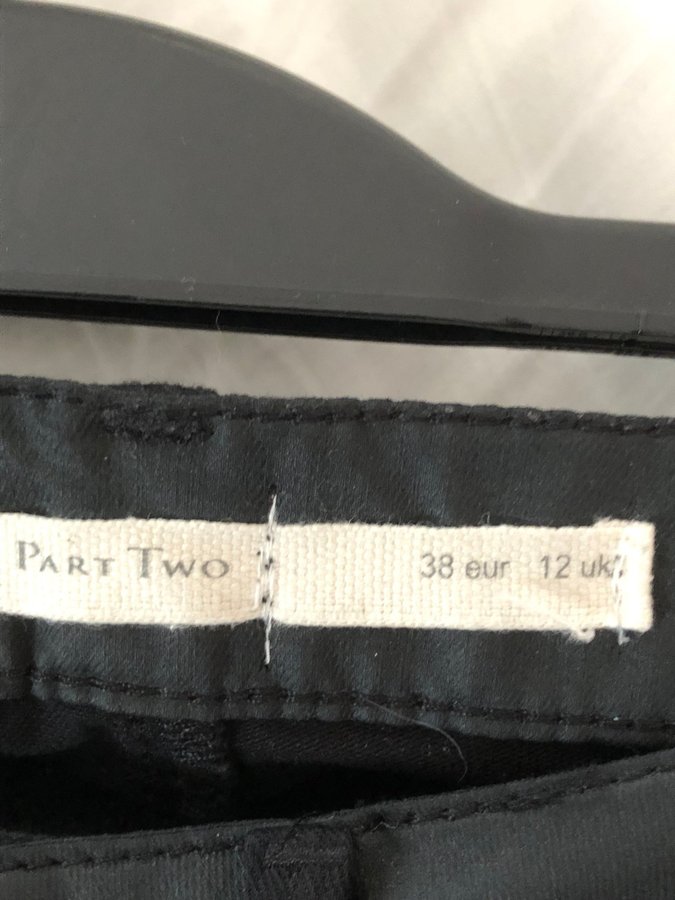 PART TWO
38 eur 12 uk